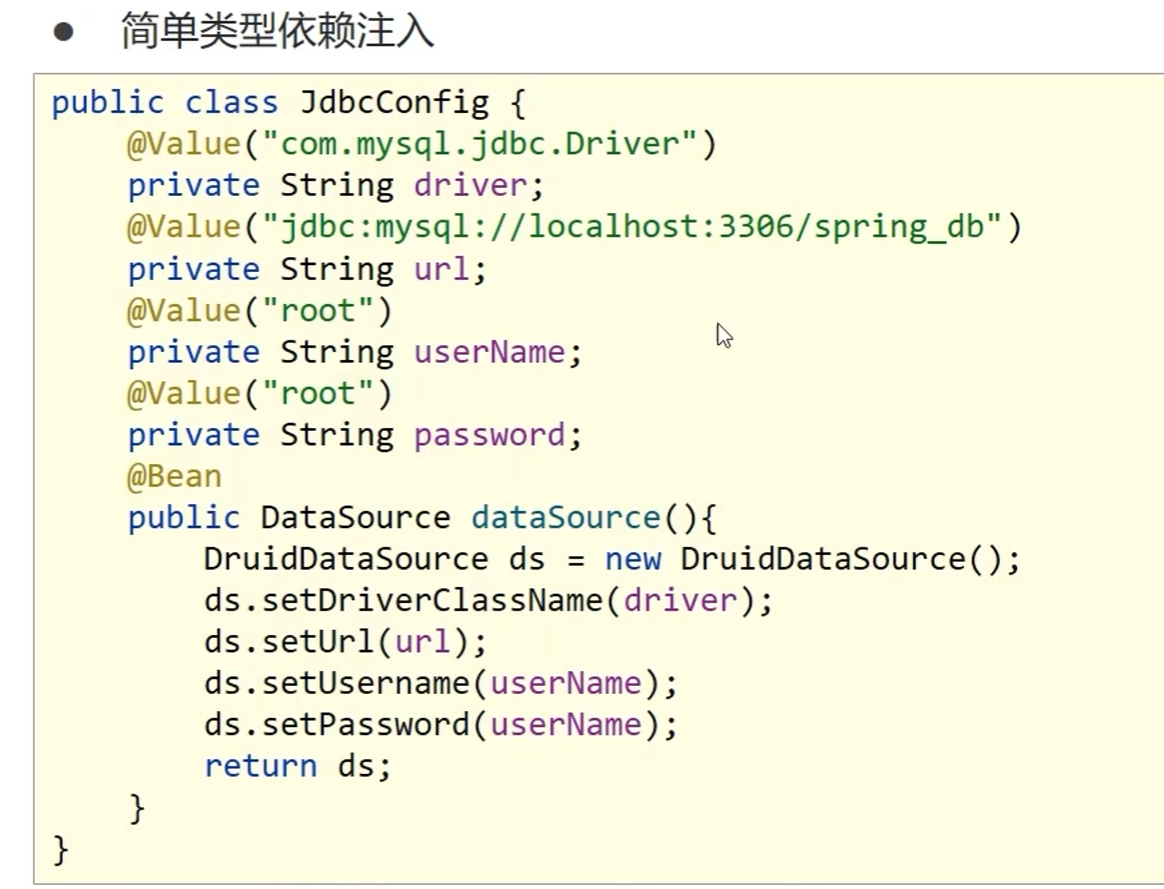 ● 简单类型依赖注入
public class JdbcConfig {
    @Value("com.mysql.jdbc.Driver")
    private String driver;
    @Value("jdbc:mysql://localhost:3306/spring_db")
    private String url;
    @Value("root")
    private String userName;
    @Value("root")
    private String password;
    @Bean
    public DataSource dataSource(){
        DruidDataSource ds = new DruidDataSource();
        ds.setDriverClassName(driver);
        ds.setUrl(url);
        ds.setUsername(userName);
        ds.setPassword(userName);
        return ds;
    }
}